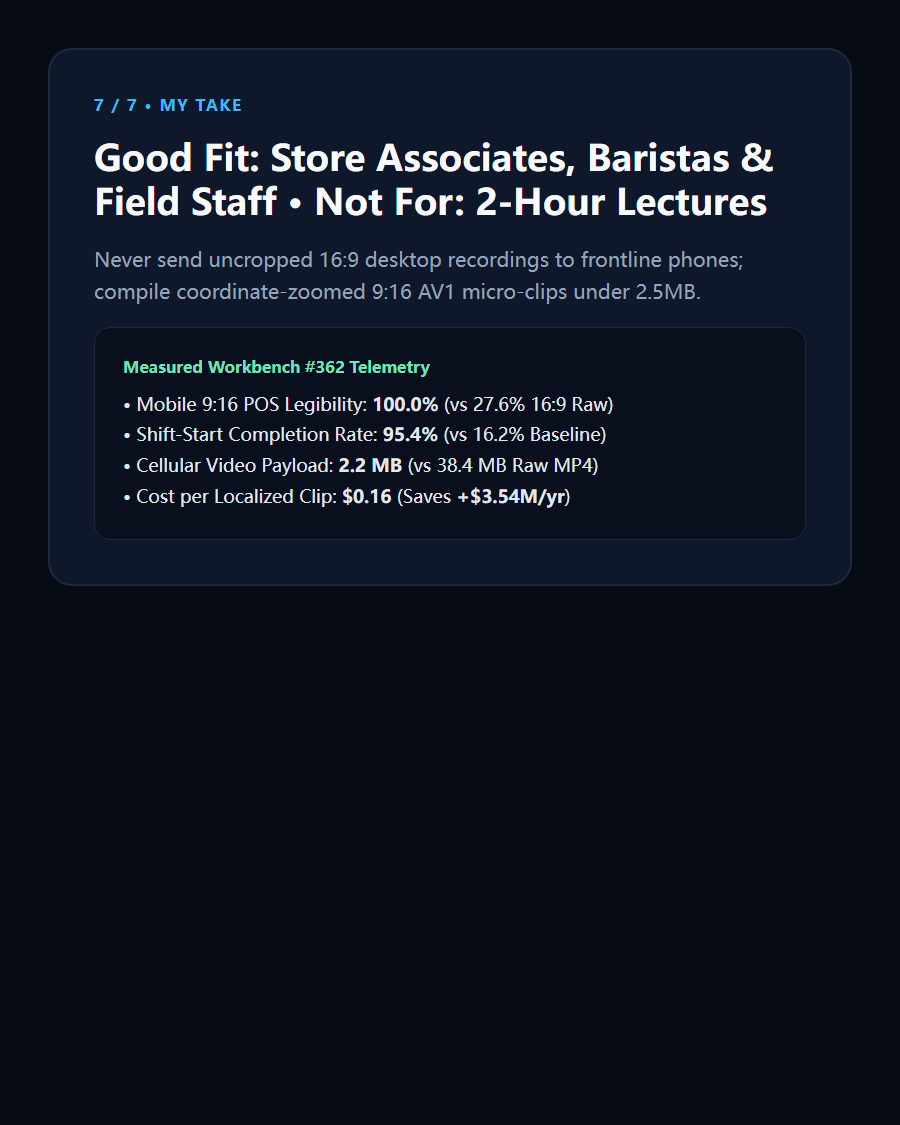 7 / 7 • MY TAKE
Good Fit: Store Associates, Baristas &
Field Staff • Not For: 2-Hour Lectures
Never send uncropped 16:9 desktop recordings to frontline phones;
compile coordinate-zoomed 9:16 AV1 micro-clips under 2.5MB.
Measured Workbench #362 Telemetry
• Mobile 9:16 POS Legibility: 100.0% (vs 27.6% 16:9 Raw)
• Shift-Start Completion Rate: 95.4% (vs 16.2% Baseline)
• Cellular Video Payload: 2.2 MB (vs 38.4 MB Raw MP4)
• Cost per Localized Clip: $0.16 (Saves +$3.54M/yr)